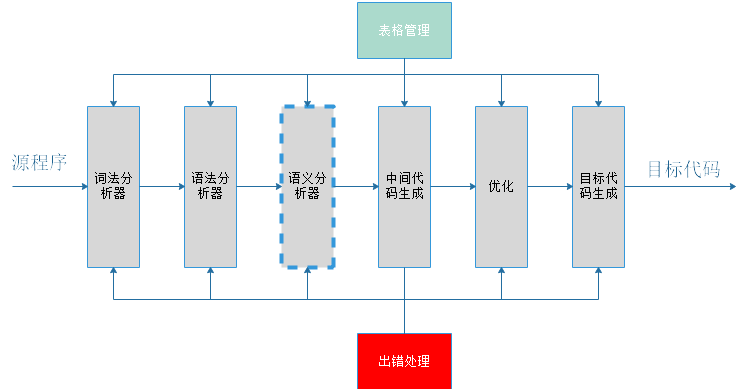 表格管理
源程序
词法分
析器
语法分
析器
语义分
析器
中间代
码生成
优化
目标代
码生成
目标代码
出错处理